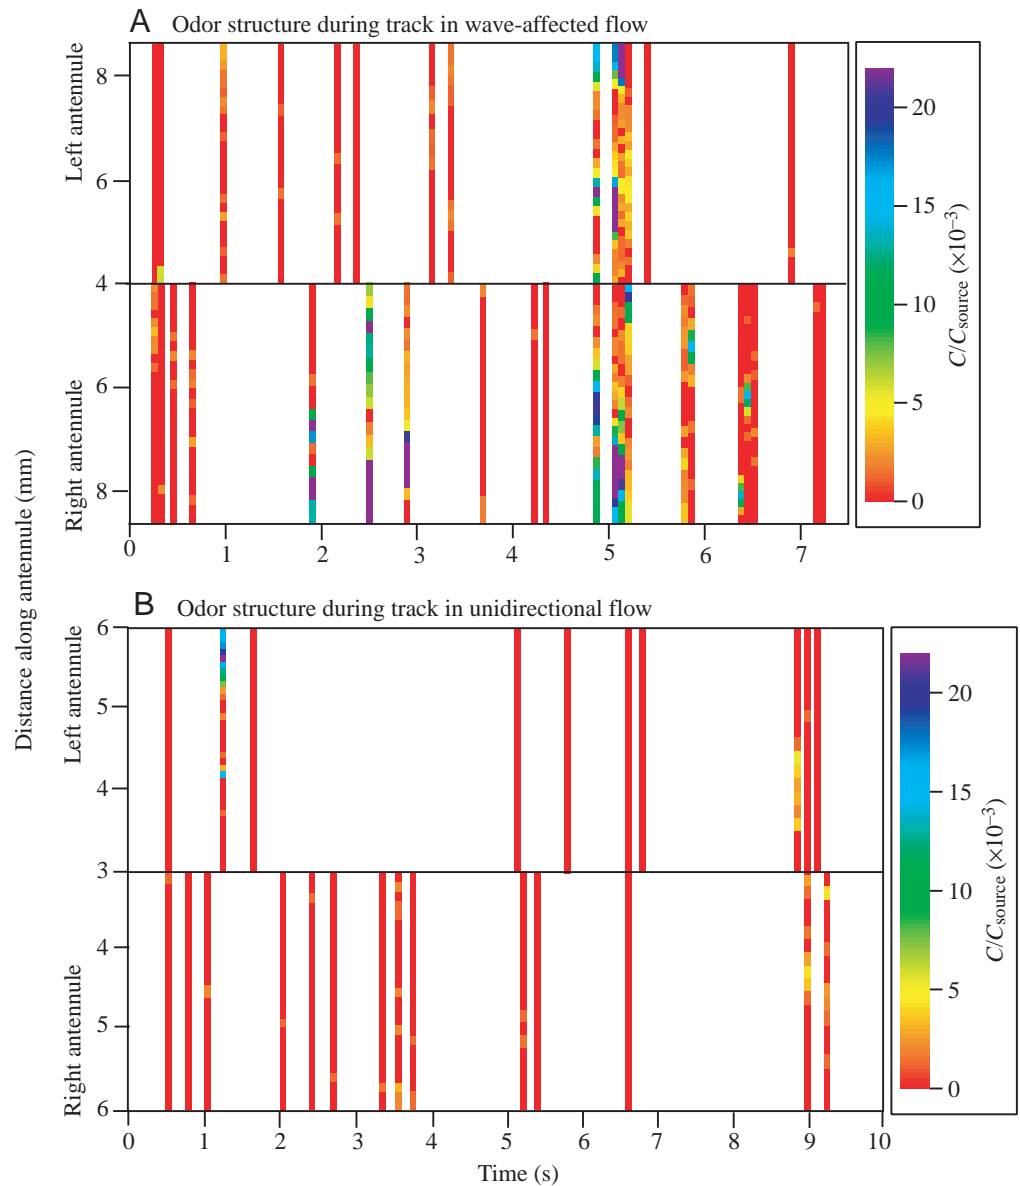 A Odor structure during track in wave-affected flow
Left antennule
Right antennule
8
6
4
6
8
0 1 2 3 4 5 6 7
20
15
10
5
0
C/Csource (×10–3)
Distance along antennule (mm)
B Odor structure during track in unidirectional flow
Left antennule
Right antennule
6
5
4
3
4
5
6
0 1 2 3 4 5 6 7 8 9 10
Time (s)
20
15
10
5
0
C/Csource (×10–3)